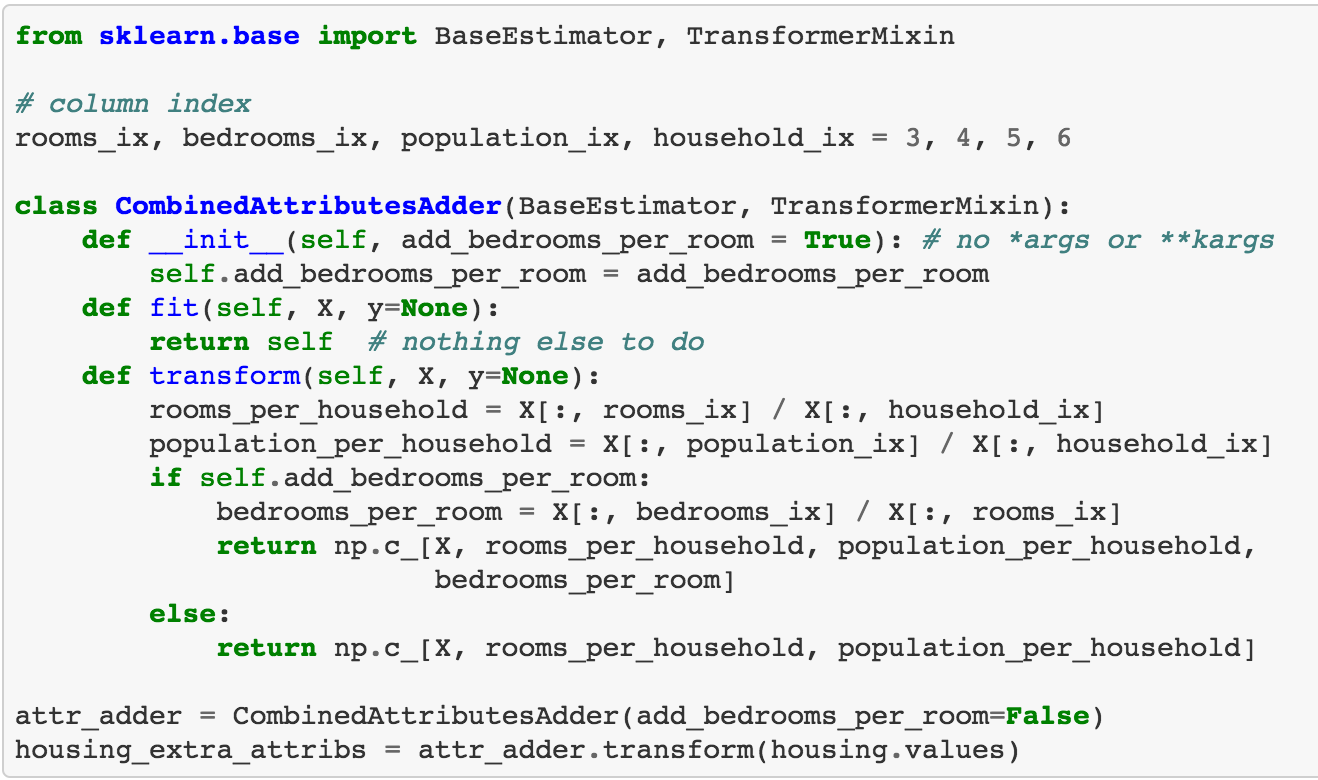 from sklearn.base import BaseEstimator, TransformerMixin
# column index
rooms_ix, bedrooms_ix, population_ix, household_ix = 3, 4, 5, 6
class CombinedAttributesAdder(BaseEstimator, TransformerMixin):
    def __init__(self, add_bedrooms_per_room = True): # no *args or **kargs
        self.add_bedrooms_per_room = add_bedrooms_per_room
    def fit(self, X, y=None):
        return self  # nothing else to do
    def transform(self, X, y=None):
        rooms_per_household = X[:, rooms_ix] / X[:, household_ix]
        population_per_household = X[:, population_ix] / X[:, household_ix]
        if self.add_bedrooms_per_room:
            bedrooms_per_room = X[:, bedrooms_ix] / X[:, rooms_ix]
            return np.c_[X, rooms_per_household, population_per_household,
                         bedrooms_per_room]
        else:
            return np.c_[X, rooms_per_household, population_per_household]
attr_adder = CombinedAttributesAdder(add_bedrooms_per_room=False)
housing_extra_attribs = attr_adder.transform(housing.values)